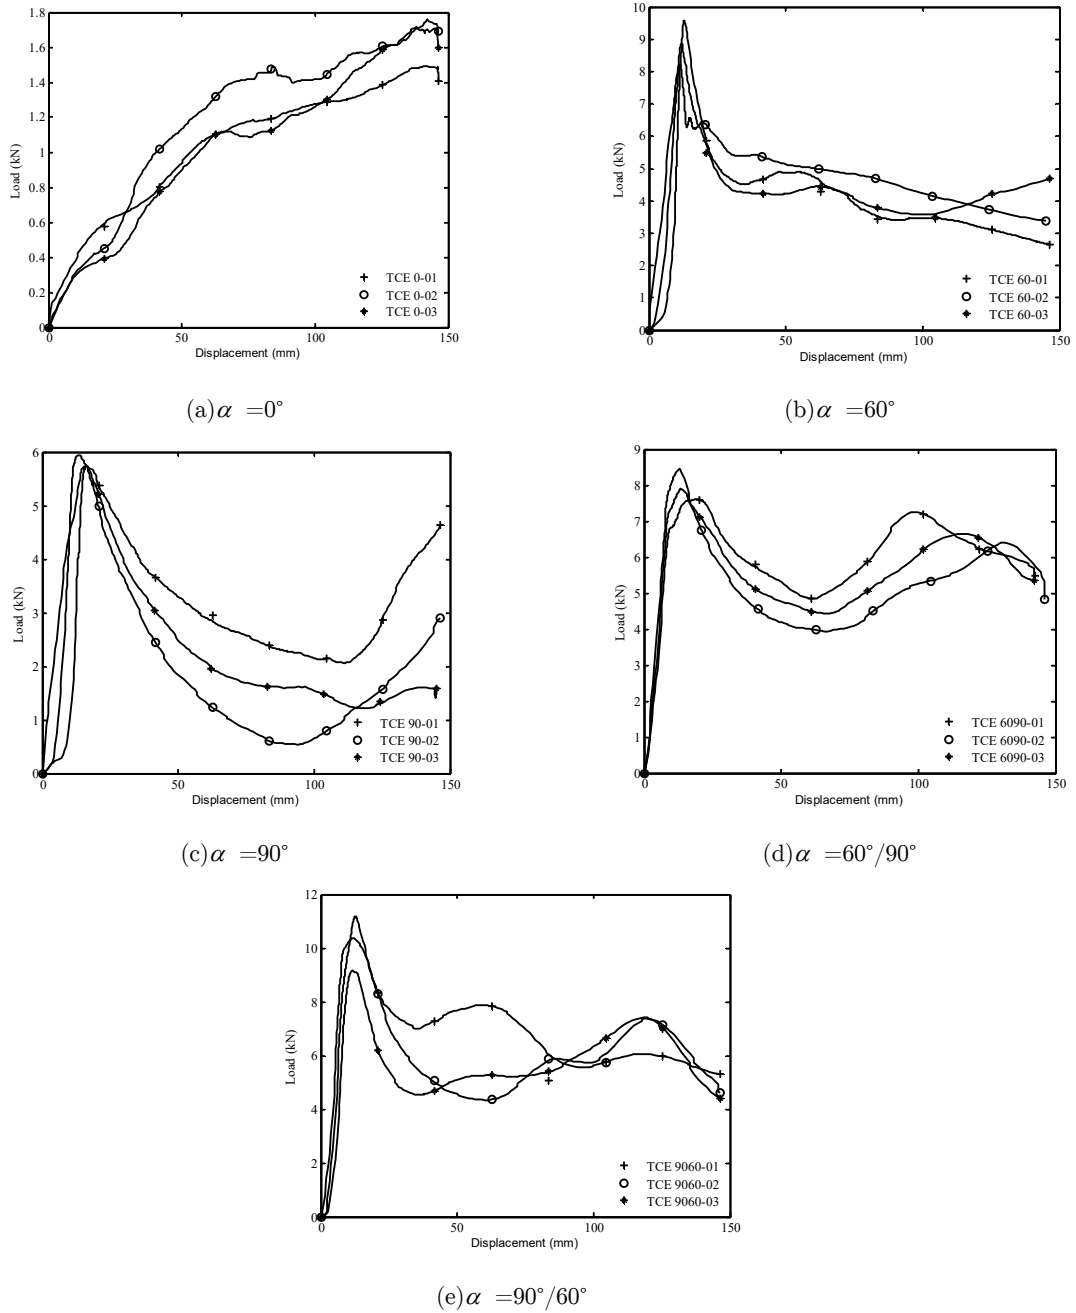 1.8
1.6
1.4
1.2
1
0.8
0.6
0.4
0.2
0
Load (kN)
TCE 0-01
TCE 0-02
TCE 0-03
0 50 100 150
Displacement (mm)
(a) α =0°
10
9
8
7
6
5
4
3
2
1
0
Load (kN)
TCE 60-01
TCE 60-02
TCE 60-03
0 50 100 150
Displacement (mm)
(b) α =60°
6
5
4
3
2
1
0
Load (kN)
TCE 90-01
TCE 90-02
TCE 90-03
0 50 100 150
Displacement (mm)
(c) α =90°
9
8
7
6
5
4
3
2
1
0
Load (kN)
TCE 6090-01
TCE 6090-02
TCE 6090-03
0 50 100 150
Displacement (mm)
(d) α =60°/90°
12
10
8
6
4
2
0
Load (kN)
TCE 9060-01
TCE 9060-02
TCE 9060-03
0 50 100 150
Displacement (mm)
(e) α =90°/60°